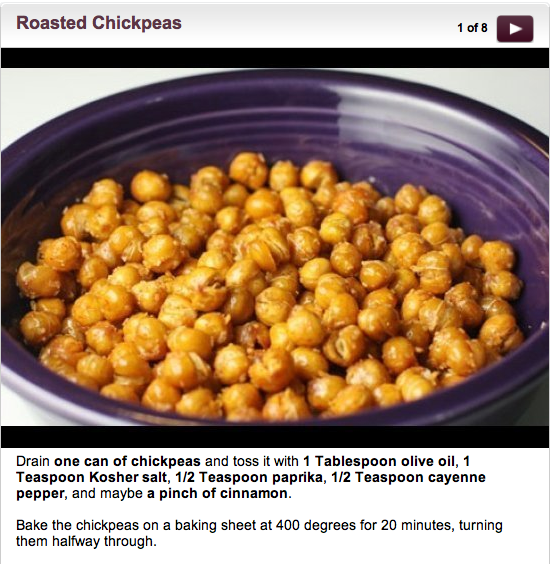 Roasted Chickpeas
1 of 8
Drain one can of chickpeas and toss it with 1 Tablespoon olive oil, 1
Teaspoon Kosher salt, 1/2 Teaspoon paprika, 1/2 Teaspoon cayenne
pepper, and maybe a pinch of cinnamon.
Bake the chickpeas on a baking sheet at 400 degrees for 20 minutes, turning
them halfway through.